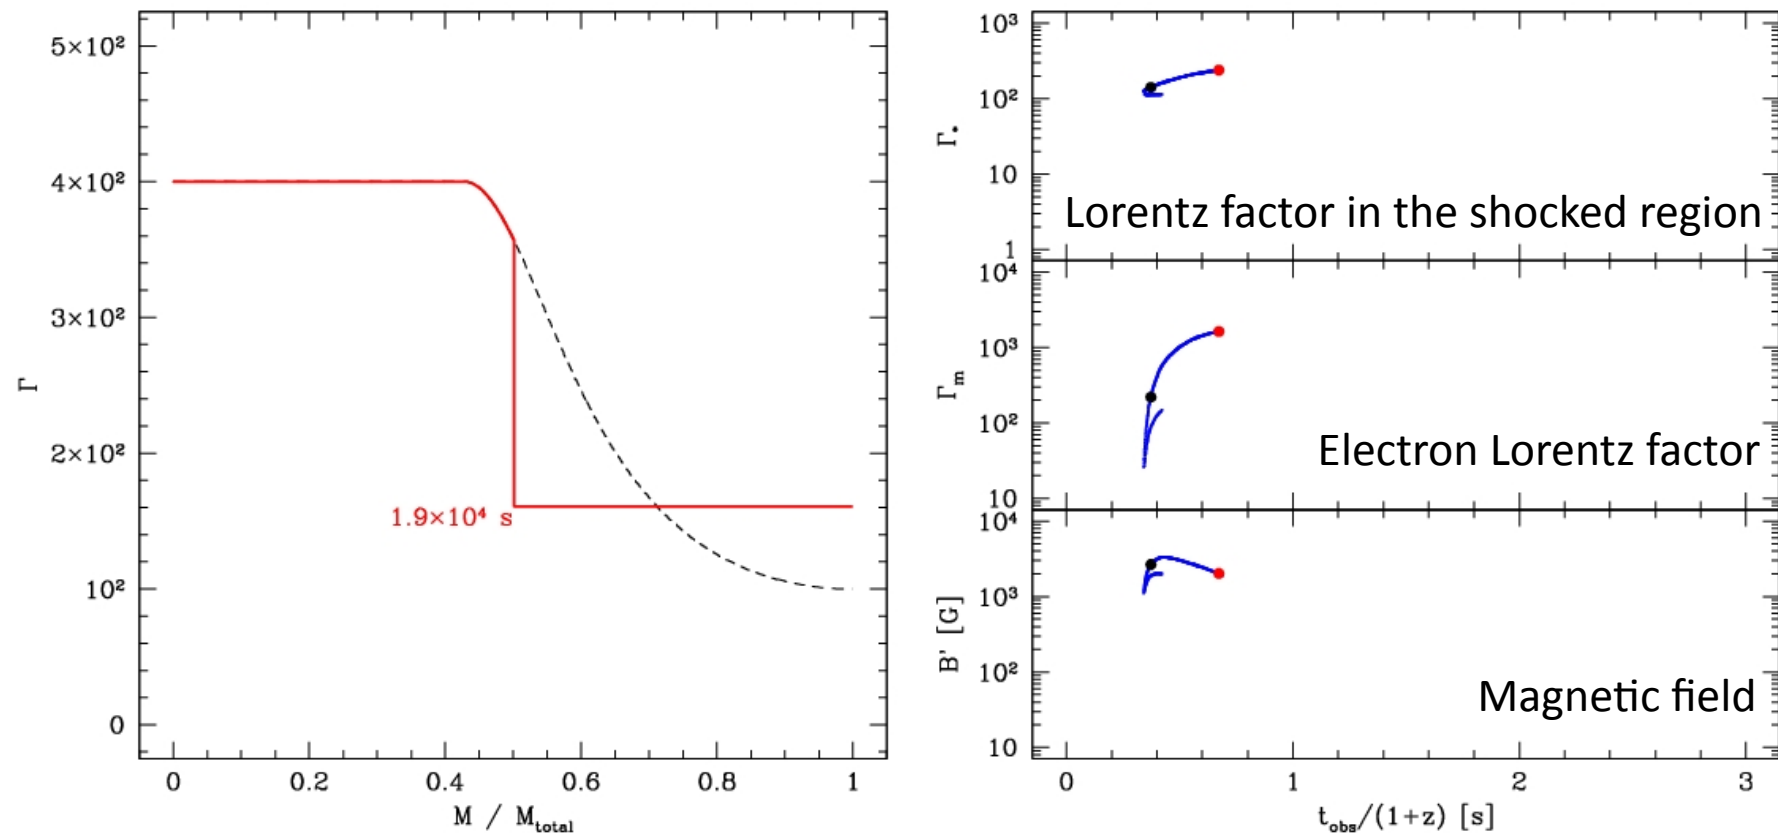 5×10²
4×10²
3×10²
2×10²
10²
0
Γ
1.9×10⁴ s
0 0.2 0.4 0.6 0.8 1
M / M_total
10³
10²
10
1
Γ*
Lorentz factor in the shocked region
10⁴
10³
10²
10
Γ_m
Electron Lorentz factor
10⁴
10³
10²
10
B' [G]
Magnetic field
0 1 2 3
t_obs/(1+z) [s]